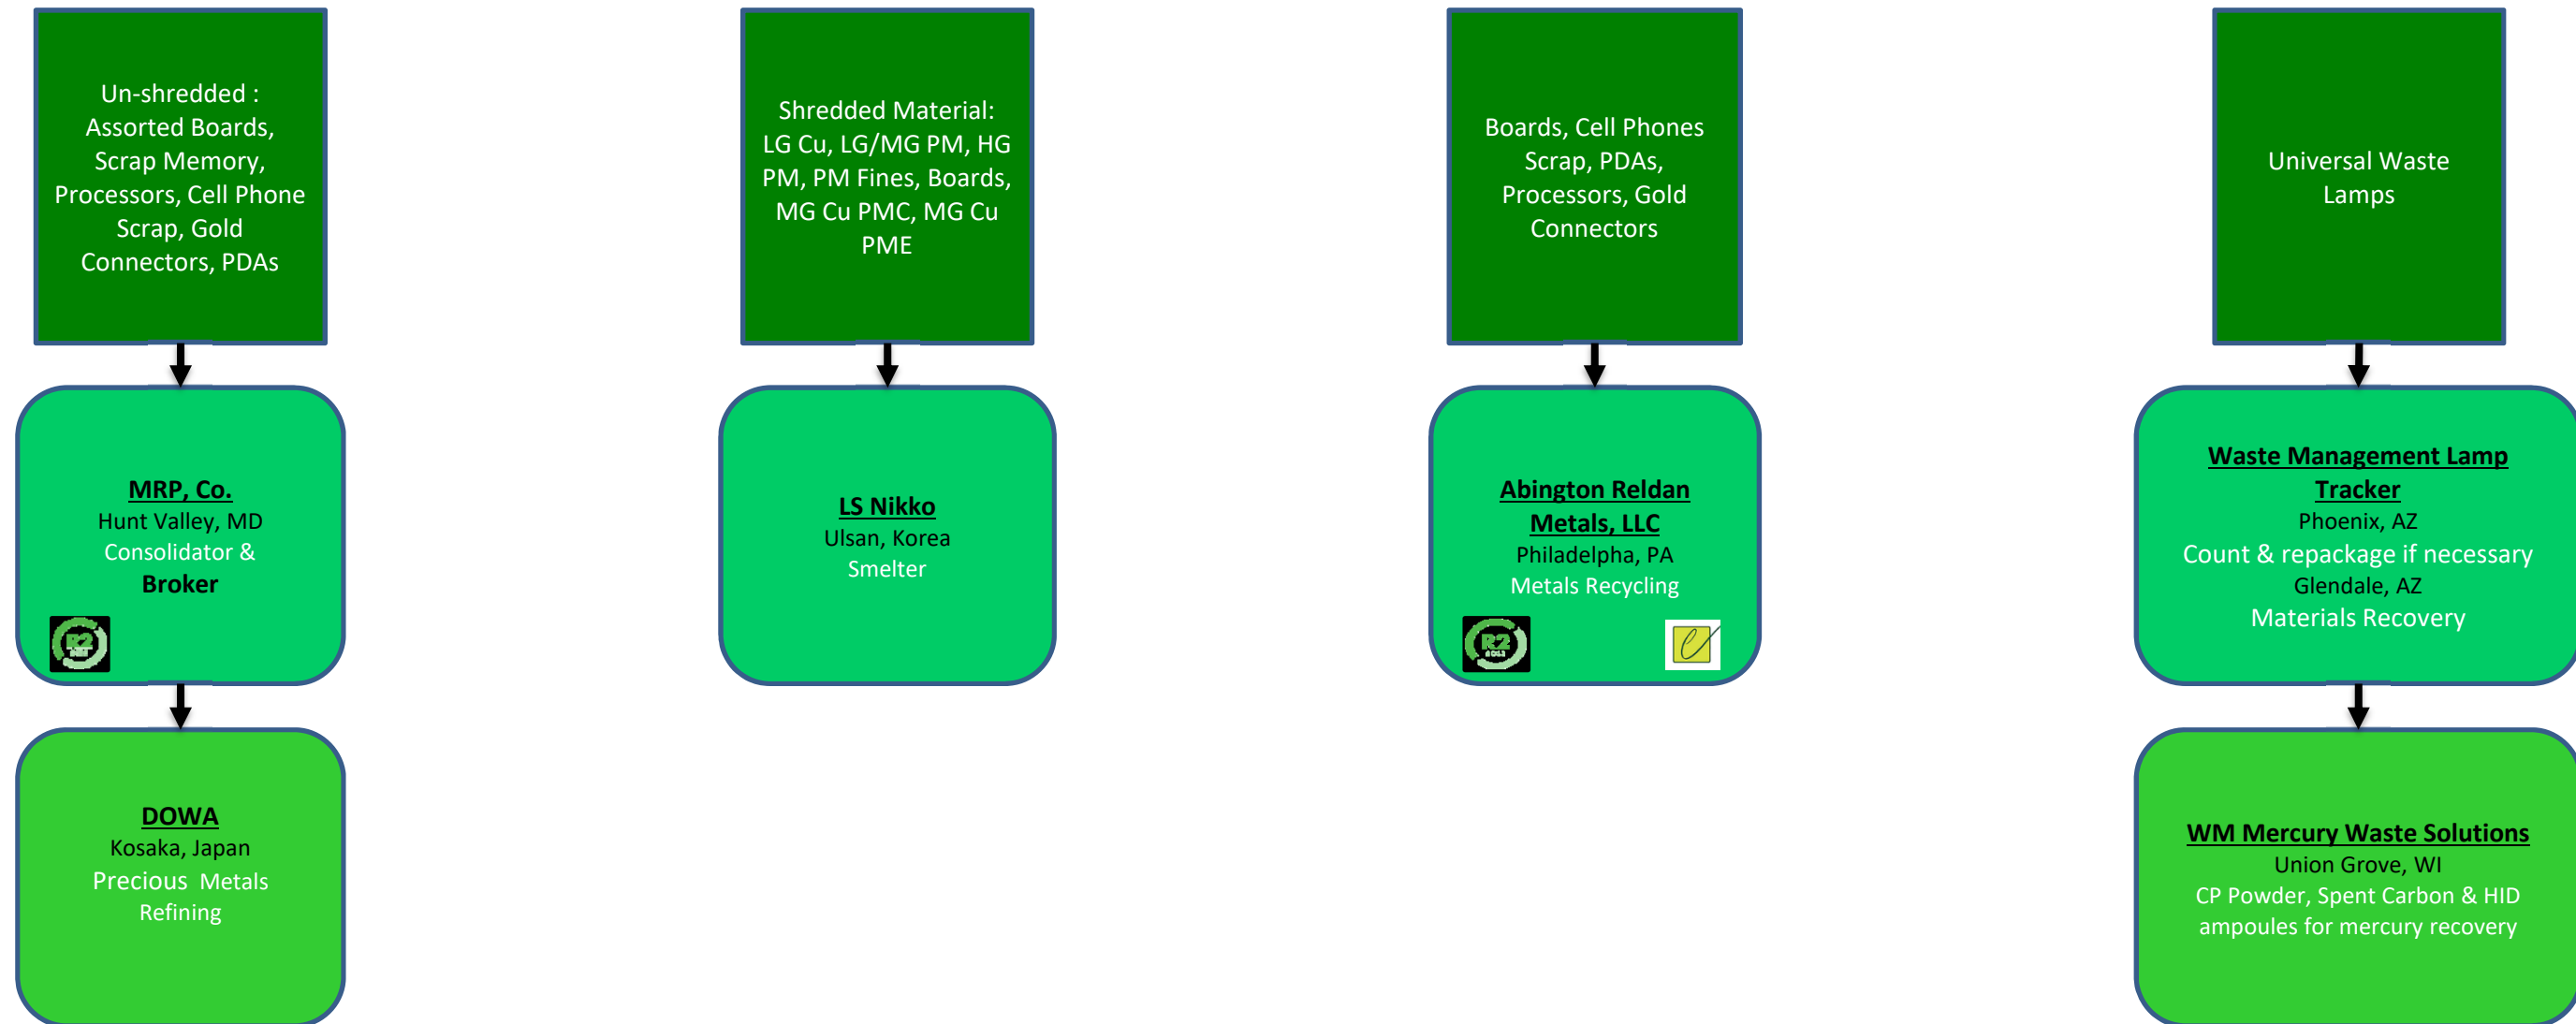 Un-shredded :
Assorted Boards,
Scrap Memory,
Processors, Cell Phone
Scrap, Gold
Connectors, PDAs
MRP, Co.
Hunt Valley, MD
Consolidator &
Broker
R2
DOWA
Kosaka, Japan
Precious Metals
Refining
Shredded Material:
LG Cu, LG/MG PM, HG
PM, PM Fines, Boards,
MG Cu PMC, MG Cu
PME
LS Nikko
Ulsan, Korea
Smelter
Boards, Cell Phones
Scrap, PDAs,
Processors, Gold
Connectors
Abington Reldan
Metals, LLC
Philadelpha, PA
Metals Recycling
R2
Universal Waste
Lamps
Waste Management Lamp
Tracker
Phoenix, AZ
Count & repackage if necessary
Glendale, AZ
Materials Recovery
WM Mercury Waste Solutions
Union Grove, WI
CP Powder, Spent Carbon & HID
ampoules for mercury recovery